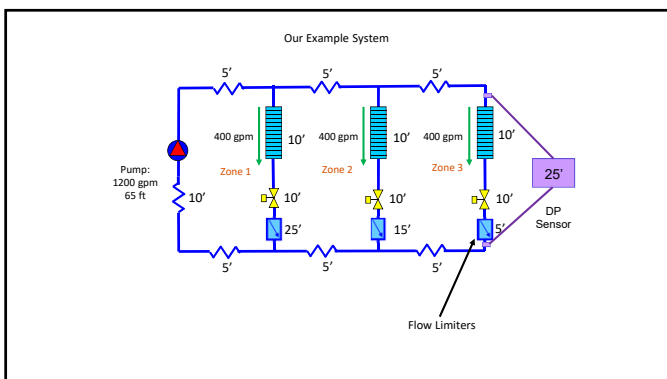 Our Example System
5’
5’
5’
400 gpm
10’
400 gpm
10’
400 gpm
10’
Pump:
1200 gpm
65 ft
Zone 1
Zone 2
Zone 3
25’
DP
Sensor
10’
10’
10’
10’
25’
15’
5’
5’
5’
5’
Flow Limiters